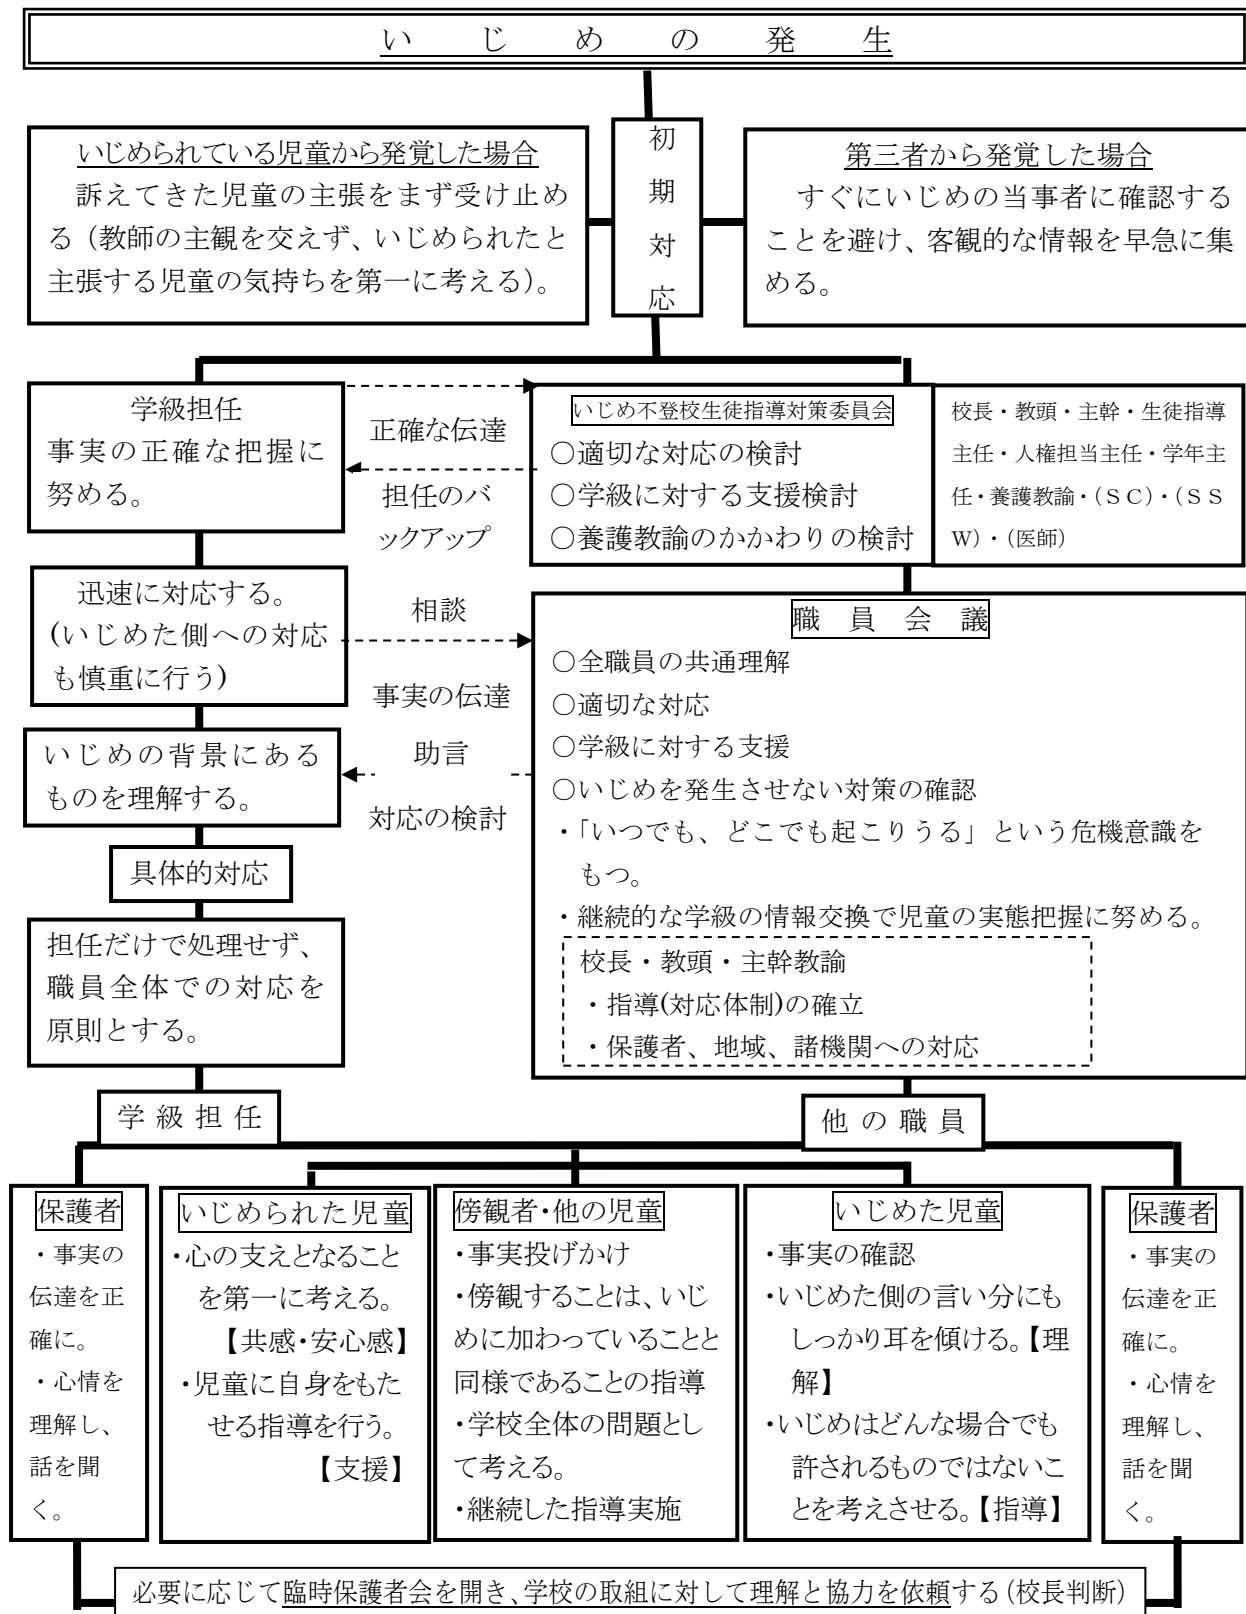 いじめの発生
初期対応
いじめられている児童から発覚した場合
訴えてきた児童の主張をまず受け止め
る（教師の主観を交えず、いじめられたと
主張する児童の気持ちを第一に考える）。
第三者から発覚した場合
すぐにいじめの当事者に確認する
ことを避け、客観的な情報を早急に集
める。
学級担任
事実の正確な把握に
努める。
正確な伝達
担任のバ
ックアップ
いじめ不登校生徒指導対策委員会
○適切な対応の検討
○学級に対する支援検討
○養護教諭のかかわりの検討
校長・教頭・主幹・生徒指導
主任・人権担当主任・学年主
任・養護教諭・（ＳＣ）・（ＳＳ
Ｗ）・（医師）
迅速に対応する。
(いじめた側への対応
も慎重に行う)
相談
事実の伝達
いじめの背景にある
ものを理解する。
助言
対応の検討
職員会議
○全職員の共通理解
○適切な対応
○学級に対する支援
○いじめを発生させない対策の確認
・「いつでも、どこでも起こりうる」という危機意識を
もつ。
・継続的な学級の情報交換で児童の実態把握に努める。
校長・教頭・主幹教諭
・指導(対応体制)の確立
・保護者、地域、諸機関への対応
具体的対応
担任だけで処理せず、
職員全体での対応を
原則とする。
学級担任
他の職員
保護者
・事実の
伝達を正
確に。
・心情を
理解し、
話を聞
く。
いじめられた児童
・心の支えとなること
を第一に考える。
【共感・安心感】
・児童に自身をもた
せる指導を行う。
【支援】
傍観者・他の児童
・事実投げかけ
・傍観することは、いじ
めに加わっていることと
同様であることの指導
・学校全体の問題とし
て考える。
・継続した指導実施
いじめた児童
・事実の確認
・いじめた側の言い分にも
しっかり耳を傾ける。【理
解】
・いじめはどんな場合でも
許されるものではないこ
とを考えさせる。【指導】
保護者
・事実の
伝達を正
確に。
・心情を
理解し、
話を聞
く。
必要に応じて臨時保護者会を開き、学校の取組に対して理解と協力を依頼する（校長判断）